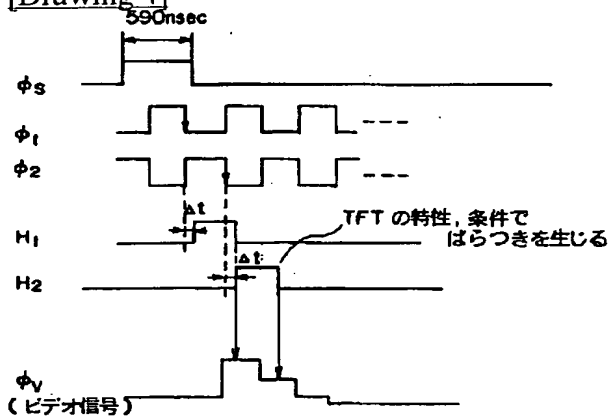 [Drawing 4]
590nsec
φS
φ1
φ2
Δt
H1
TFT の特性，条件で
ばらつきを生じる
Δt
H2
φV
(ビデオ信号)